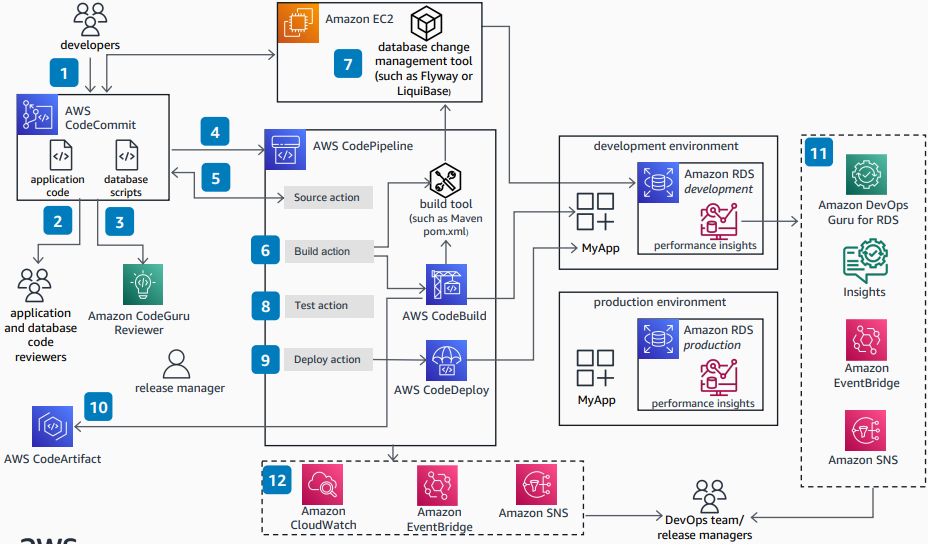 developers
1
Amazon EC2
7
database change
management tool
(such as Flyway or
LiquiBase)
AWS
CodeCommit
application
code
database
scripts
4
5
2
3
application
and database
code
reviewers
Amazon CodeGuru
Reviewer
release manager
10
AWS CodeArtifact
AWS CodePipeline
Source action
6
Build action
8
Test action
9
Deploy action
build tool
(such as Maven
pom.xml)
AWS CodeBuild
AWS CodeDeploy
development environment
MyApp
Amazon RDS
development
performance insights
production environment
MyApp
Amazon RDS
production
performance insights
11
Amazon DevOps
Guru for RDS
Insights
Amazon
EventBridge
Amazon SNS
12
Amazon
CloudWatch
Amazon
EventBridge
Amazon SNS
DevOps team/
release managers
aws